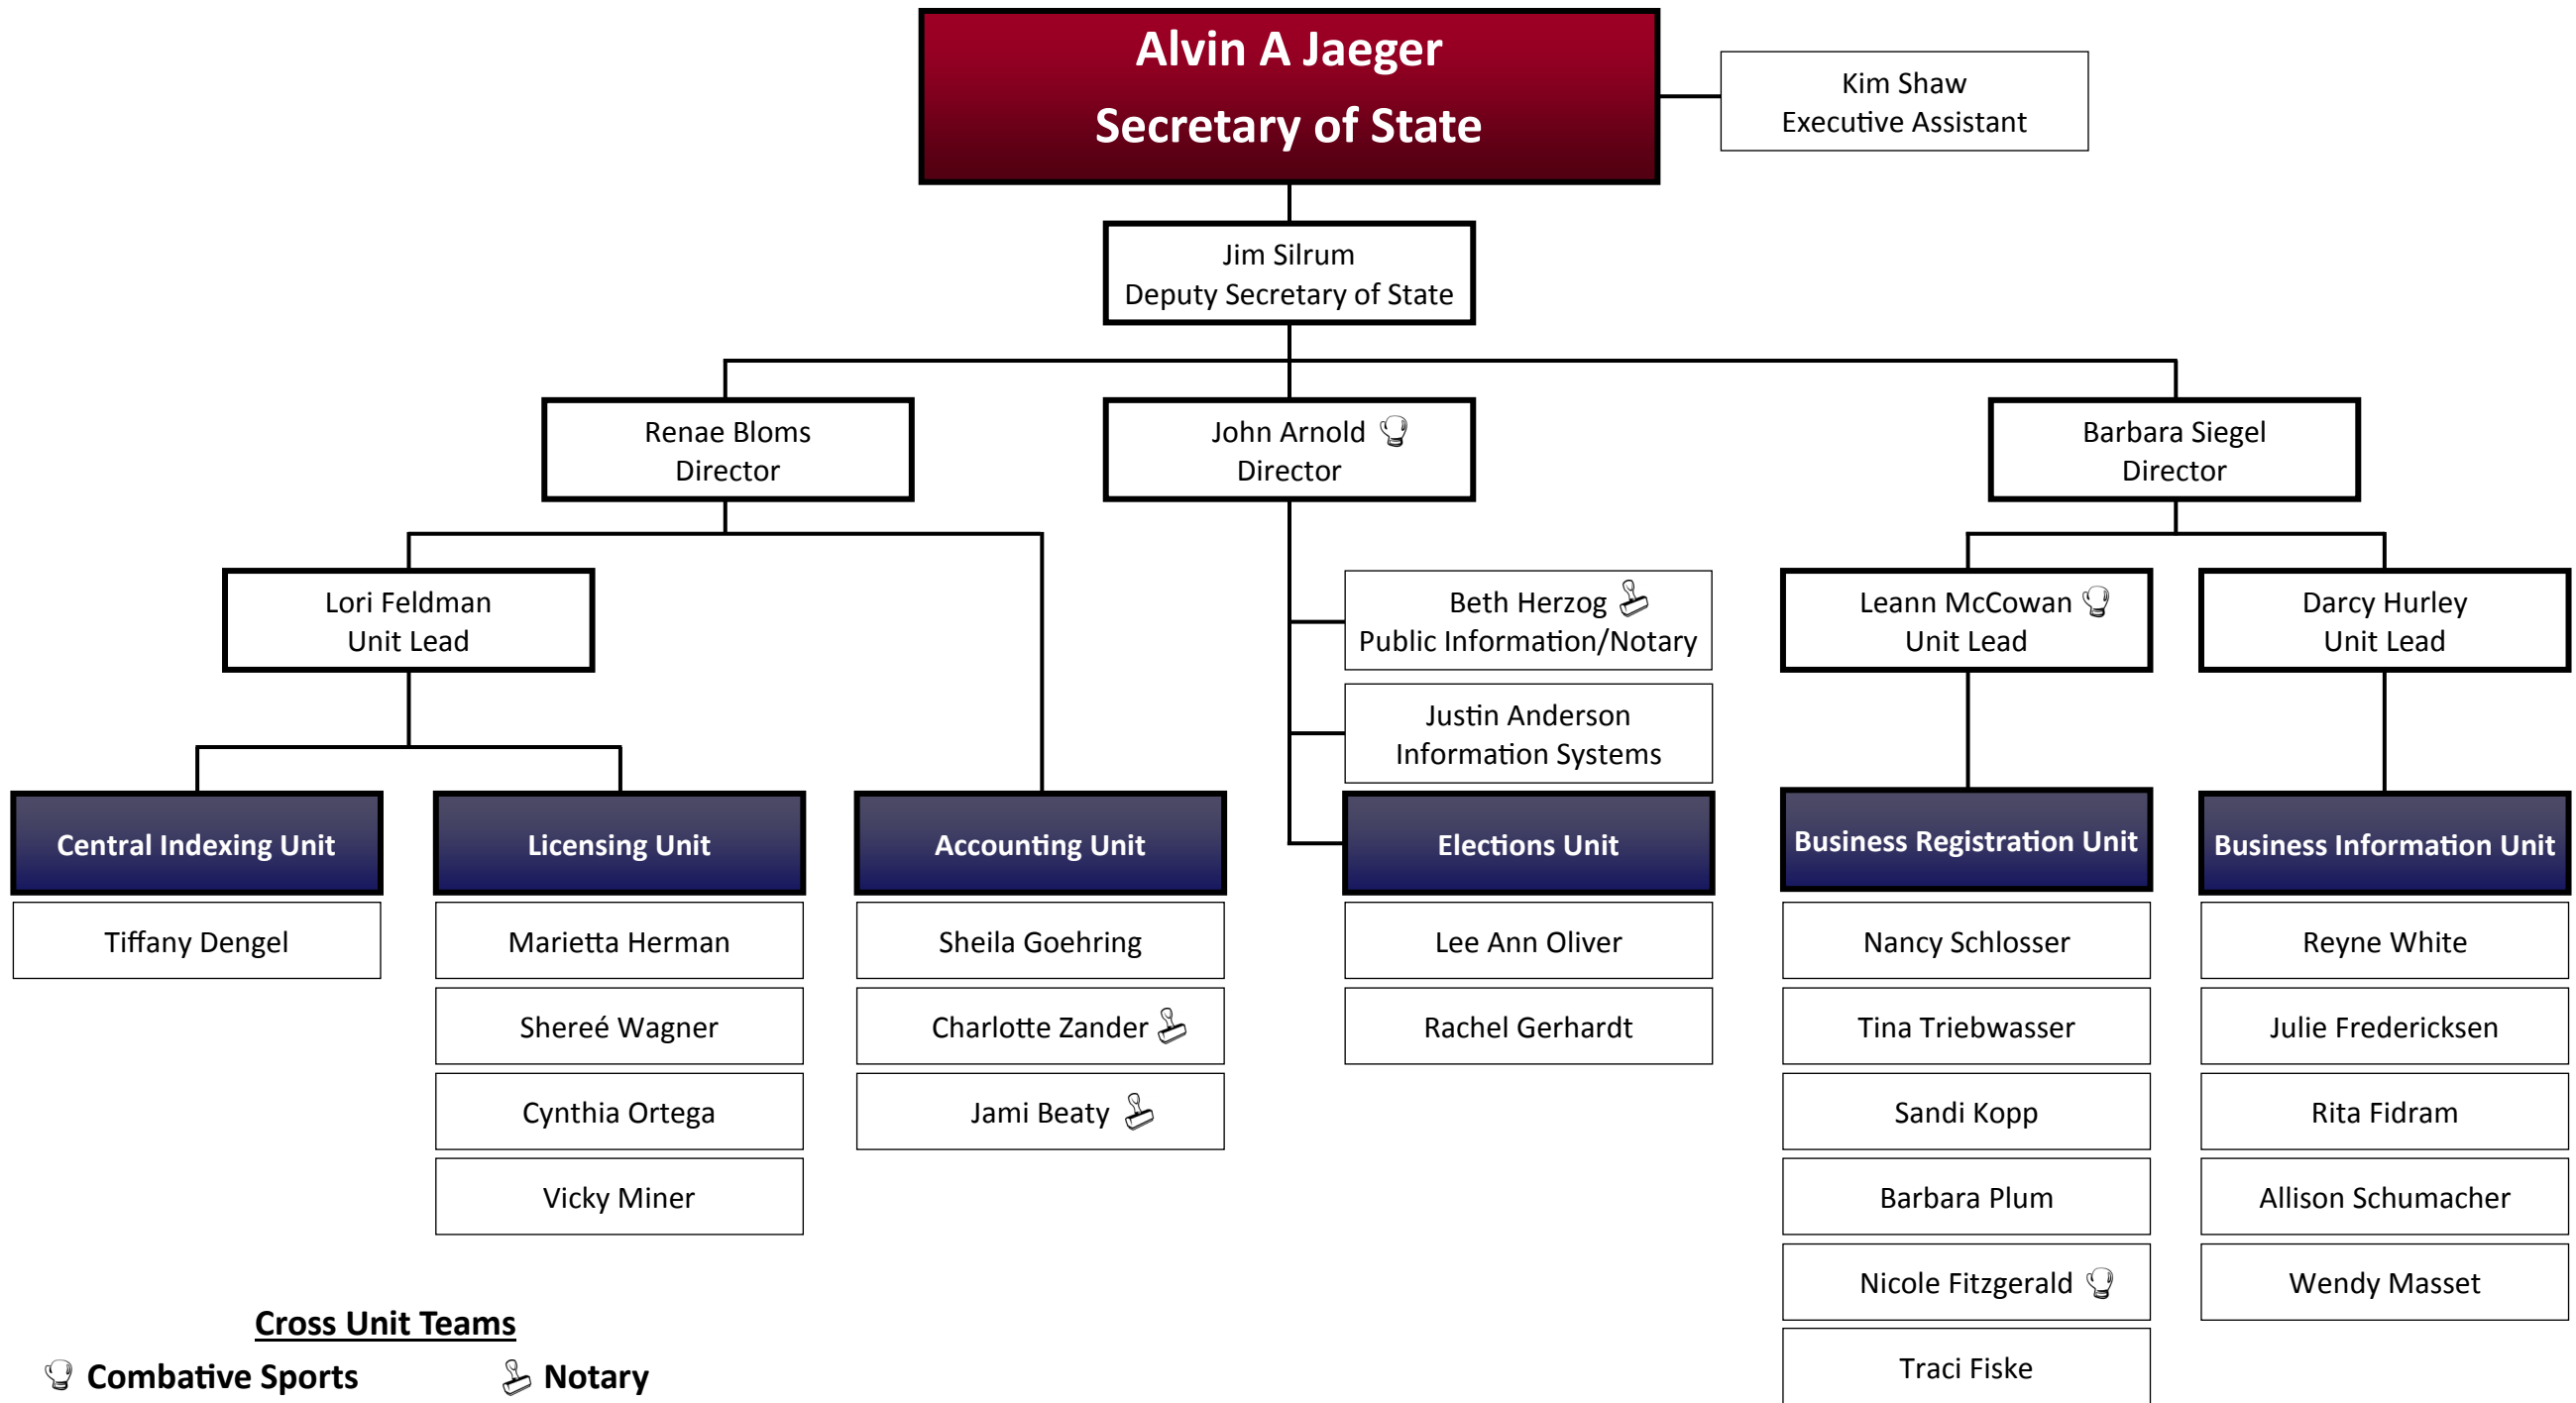 Alvin A Jaeger
Secretary of State
Kim Shaw
Executive Assistant
Jim Silrum
Deputy Secretary of State
Renae Bloms
Director
John Arnold
Director
Barbara Siegel
Director
Lori Feldman
Unit Lead
Beth Herzog
Public Information/Notary
Justin Anderson
Information Systems
Leann McCowan
Unit Lead
Darcy Hurley
Unit Lead
Central Indexing Unit
Tiffany Dengel
Licensing Unit
Marietta Herman
Shereé Wagner
Cynthia Ortega
Vicky Miner
Accounting Unit
Sheila Goehring
Charlotte Zander
Jami Beaty
Elections Unit
Lee Ann Oliver
Rachel Gerhardt
Business Registration Unit
Nancy Schlosser
Tina Triebwasser
Sandi Kopp
Barbara Plum
Nicole Fitzgerald
Traci Fiske
Business Information Unit
Reyne White
Julie Fredericksen
Rita Fidram
Allison Schumacher
Wendy Masset
Cross Unit Teams
Combative Sports
Notary